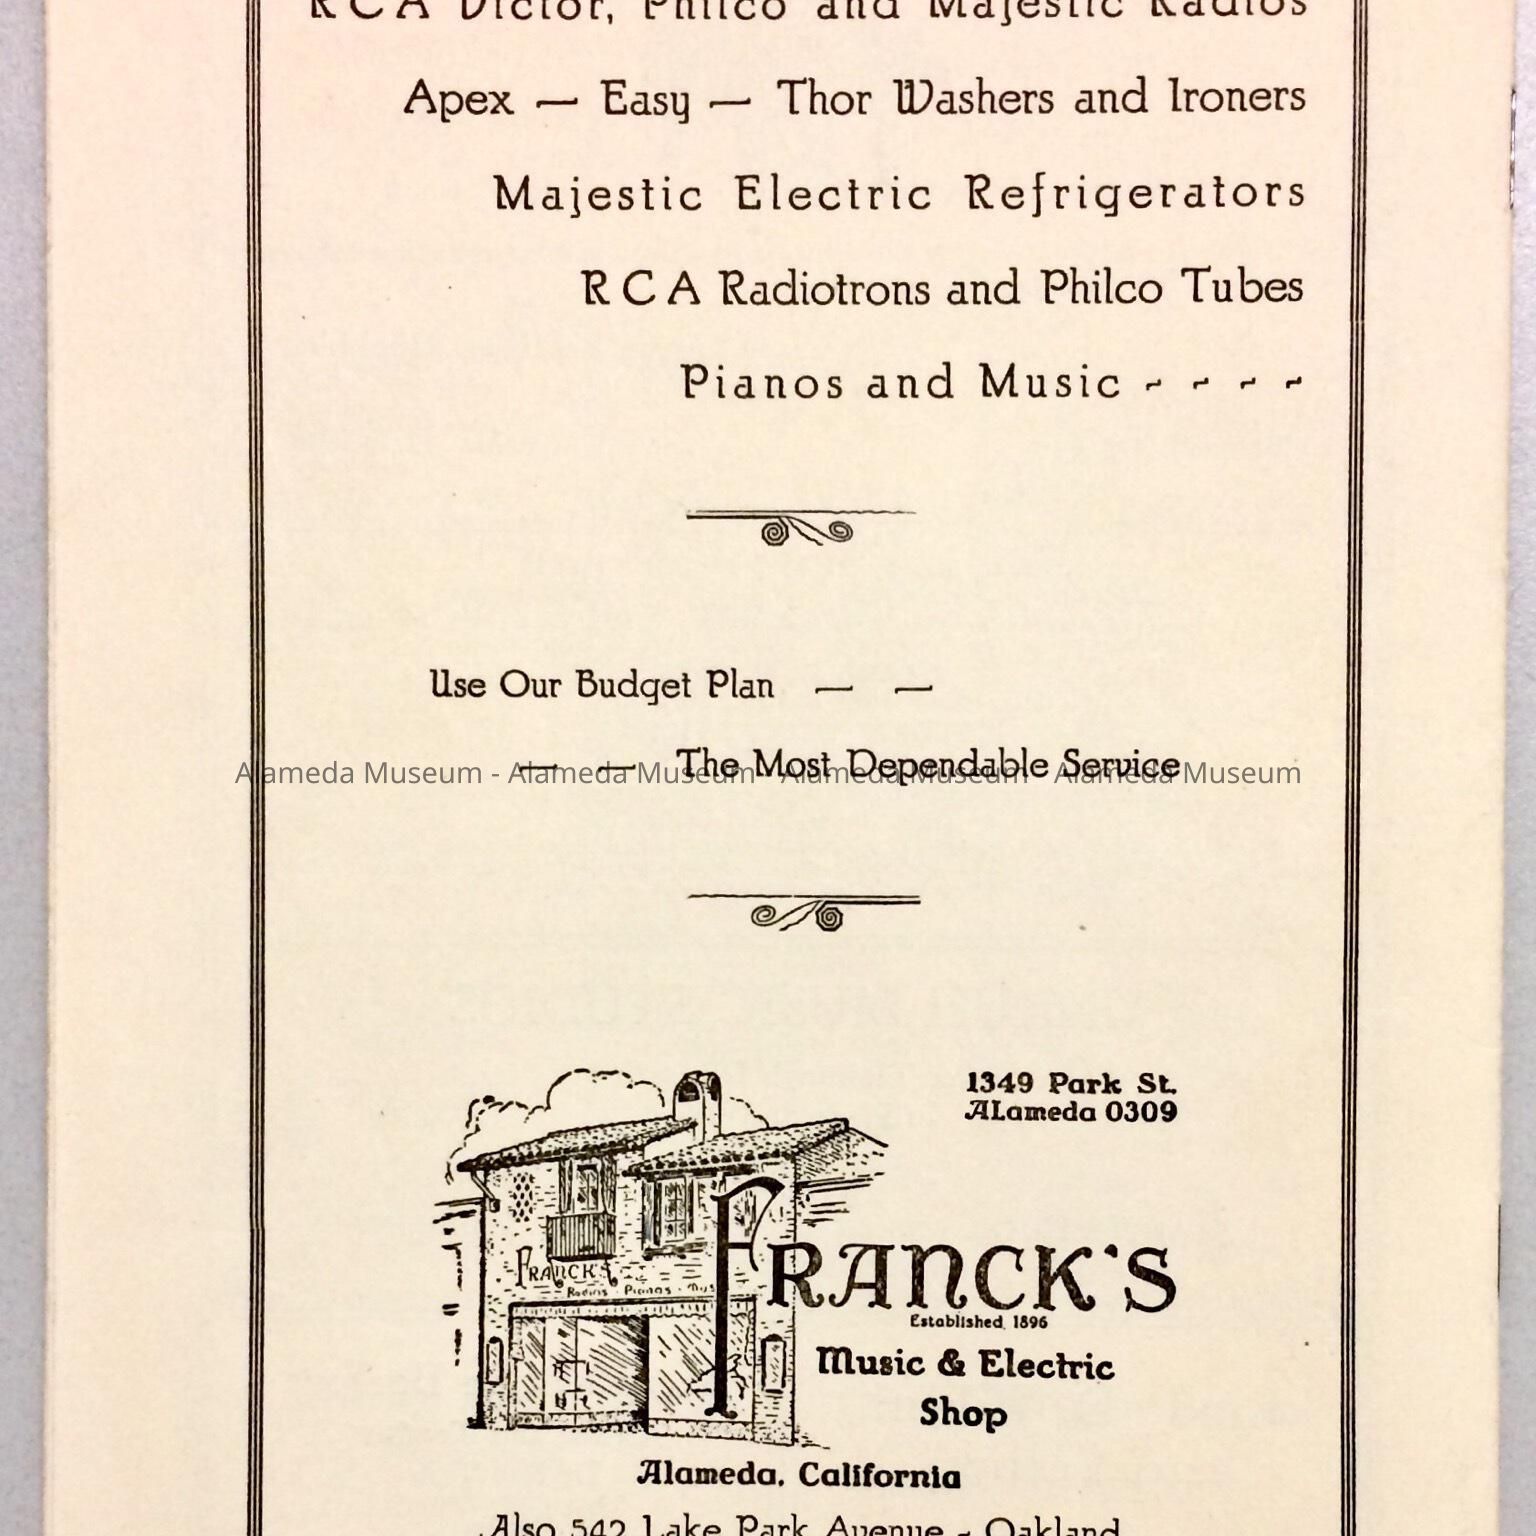 RCA Victor, Philco and Majestic Radios
Apex — Easy — Thor Washers and Ironers
Majestic Electric Refrigerators
RCA Radiotrons and Philco Tubes
Pianos and Music - - - -
Use Our Budget Plan — —
— — The Most Dependable Service
Alameda Museum - Alameda Museum - Alameda Museum - Alameda Museum
1349 Park St.
ALameda 0309
FRANCK'S
Radios · Pianos ·
FRANCK'S
Established 1896
Music & Electric
Shop
Alameda, California
Also 542 Lake Park Avenue - Oakland